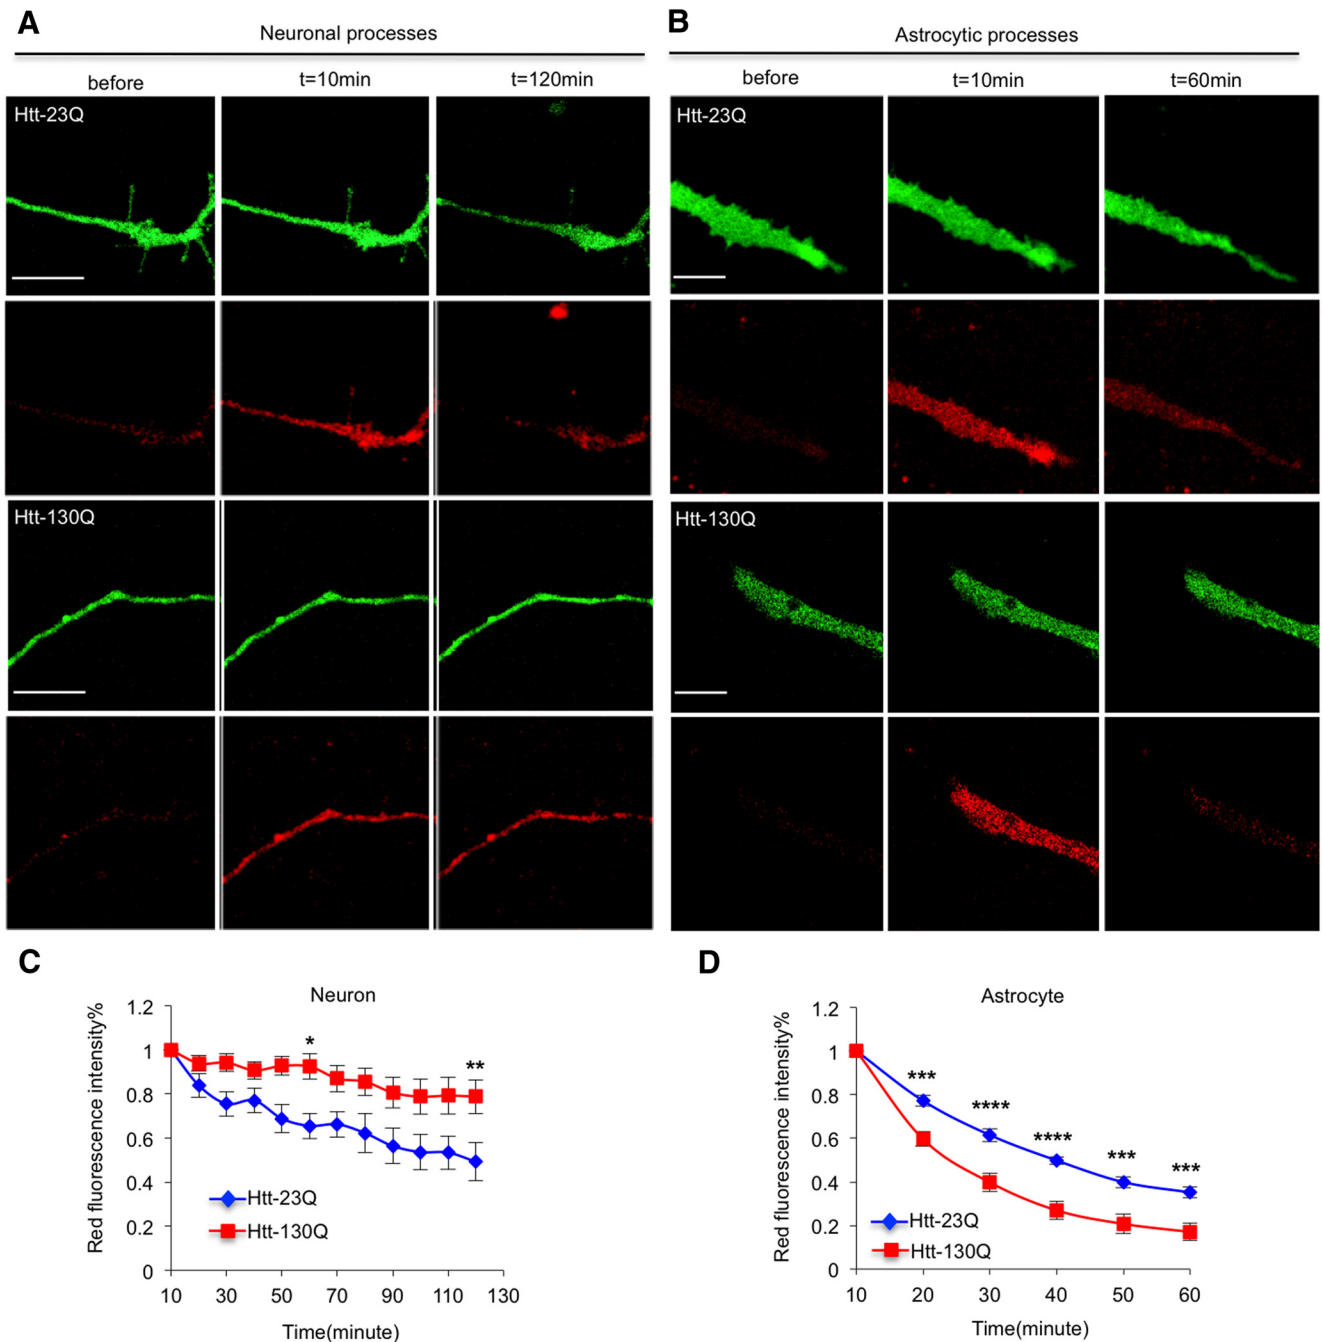 A
Neuronal processes
before
t=10min
t=120min
Htt-23Q
Htt-130Q
B
Astrocytic processes
before
t=10min
t=60min
Htt-23Q
Htt-130Q
C
Neuron
Red fluorescence intensity%
1.2
1
0.8
0.6
0.4
0.2
0
*
**
Htt-23Q
Htt-130Q
10 30 50 70 90 110 130
Time(minute)
D
Astrocyte
Red fluorescence intensity%
1.2
1
0.8
0.6
0.4
0.2
0
***
****
****
***
***
Htt-23Q
Htt-130Q
10 20 30 40 50 60
Time(minute)